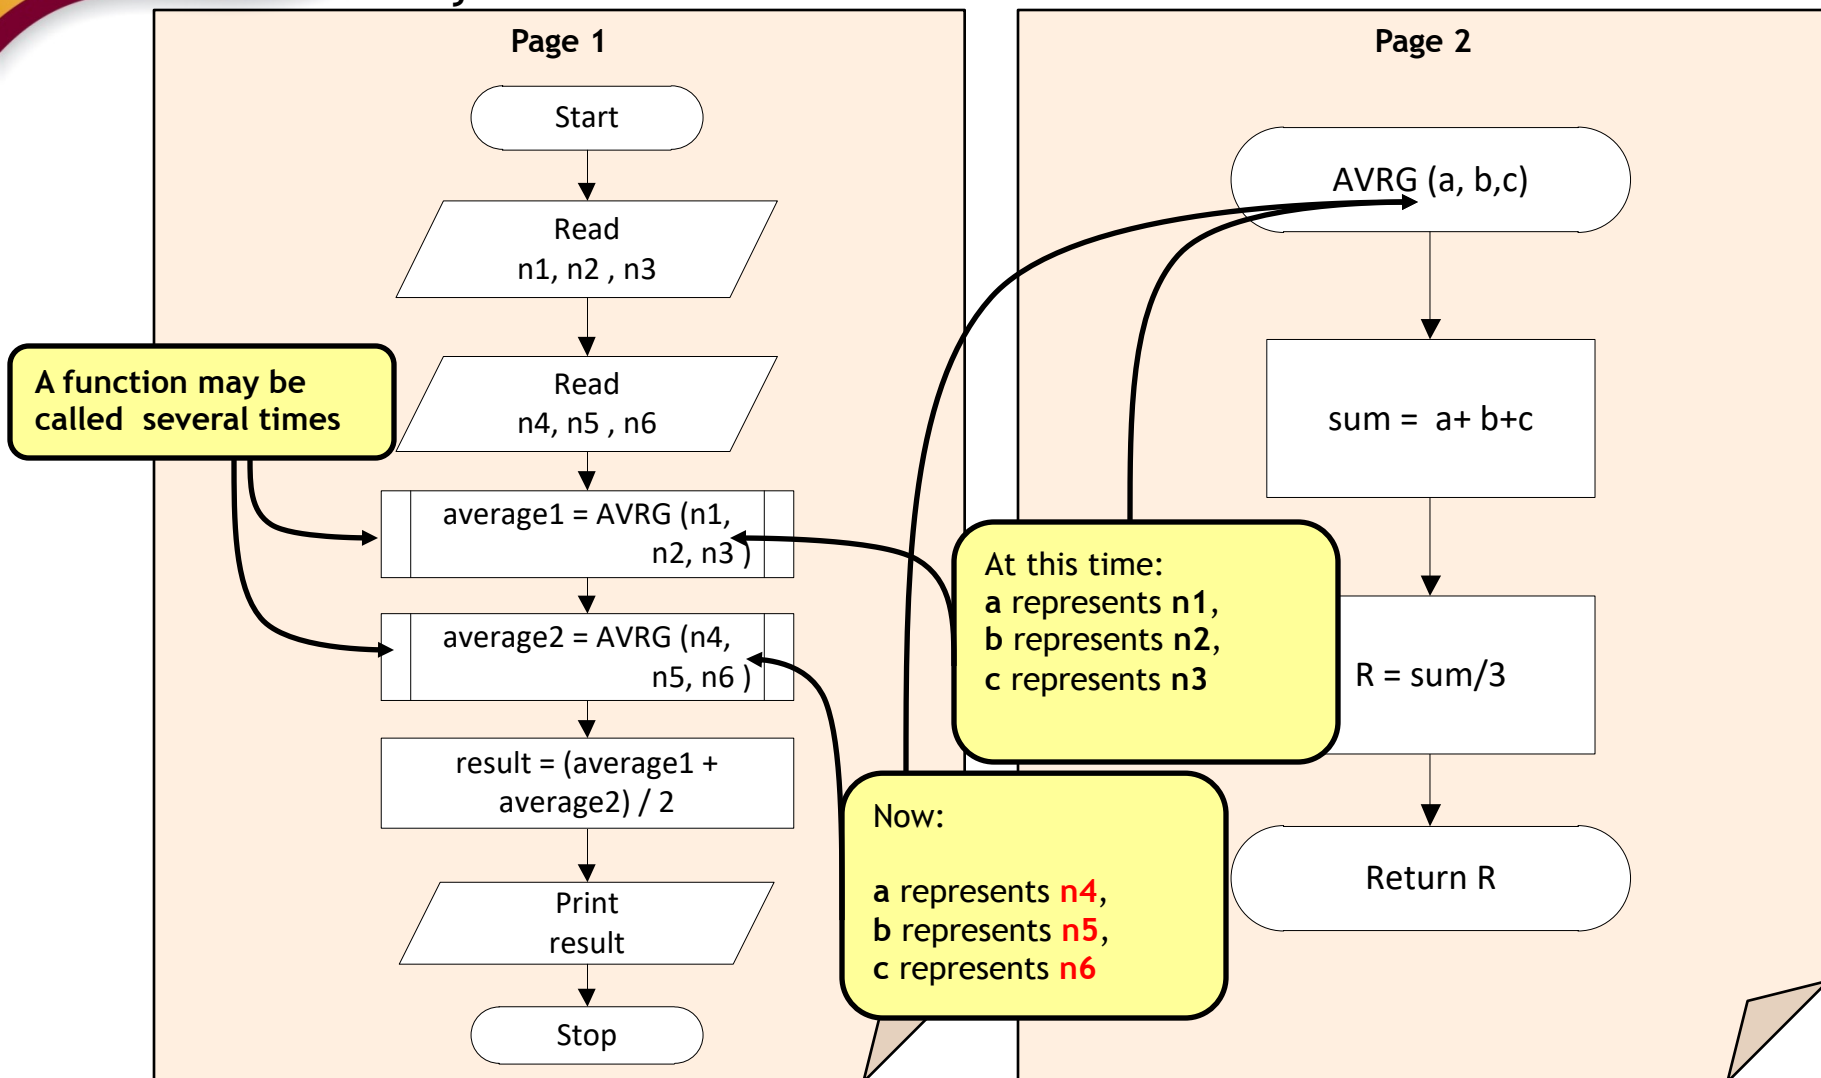 Page 1
Start
Read
n1, n2 , n3
Read
n4, n5 , n6
A function may be
called several times
average1 = AVRG (n1,
n2, n3 )
average2 = AVRG (n4,
n5, n6 )
result = (average1 +
average2) / 2
Print
result
Stop
Page 2
AVRG (a, b,c)
sum = a+ b+c
At this time:
a represents n1,
b represents n2,
c represents n3
R = sum/3
Now:
a represents n4,
b represents n5,
c represents n6
Return R